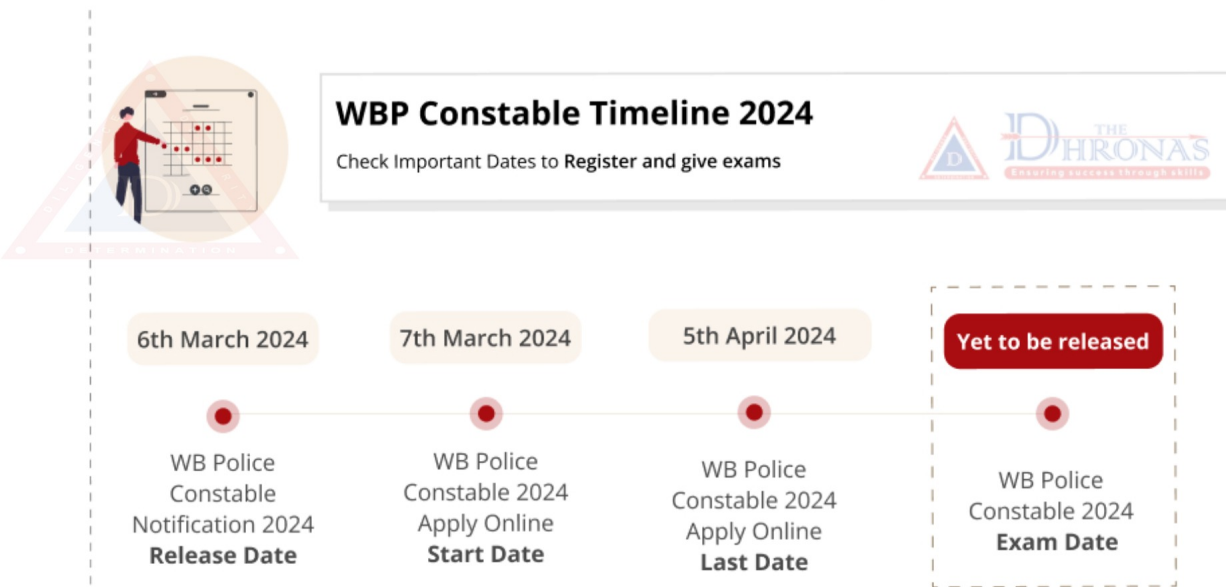 WBP Constable Timeline 2024
Check Important Dates to Register and give exams
D
THE
DHRONAS
Ensuring success through skills
DETERMINATION
6th March 2024
WB Police
Constable
Notification 2024
Release Date
7th March 2024
WB Police
Constable 2024
Apply Online
Start Date
5th April 2024
WB Police
Constable 2024
Apply Online
Last Date
Yet to be released
WB Police
Constable 2024
Exam Date